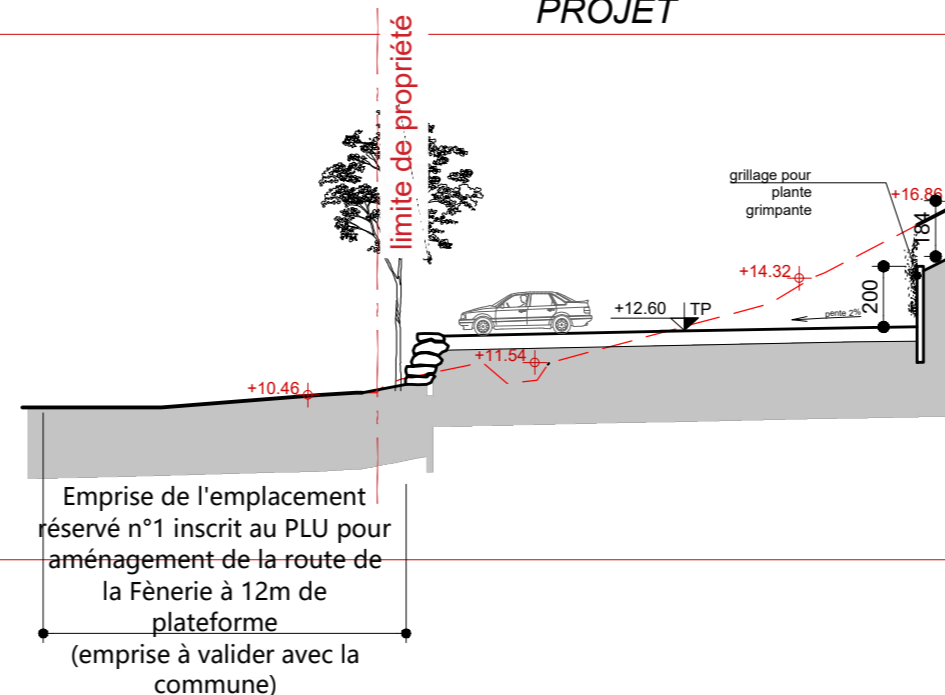 PROJET
limite de propriété
grillage pour
plante
grimpante
+16.86
184
+14.32
200
+12.60
TP
pente 2%
+11.54
+10.46
Emprise de l'emplacement
réservé n°1 inscrit au PLU pour
aménagement de la route de
la Fènerie à 12m de
plateforme
(emprise à valider avec la
commune)